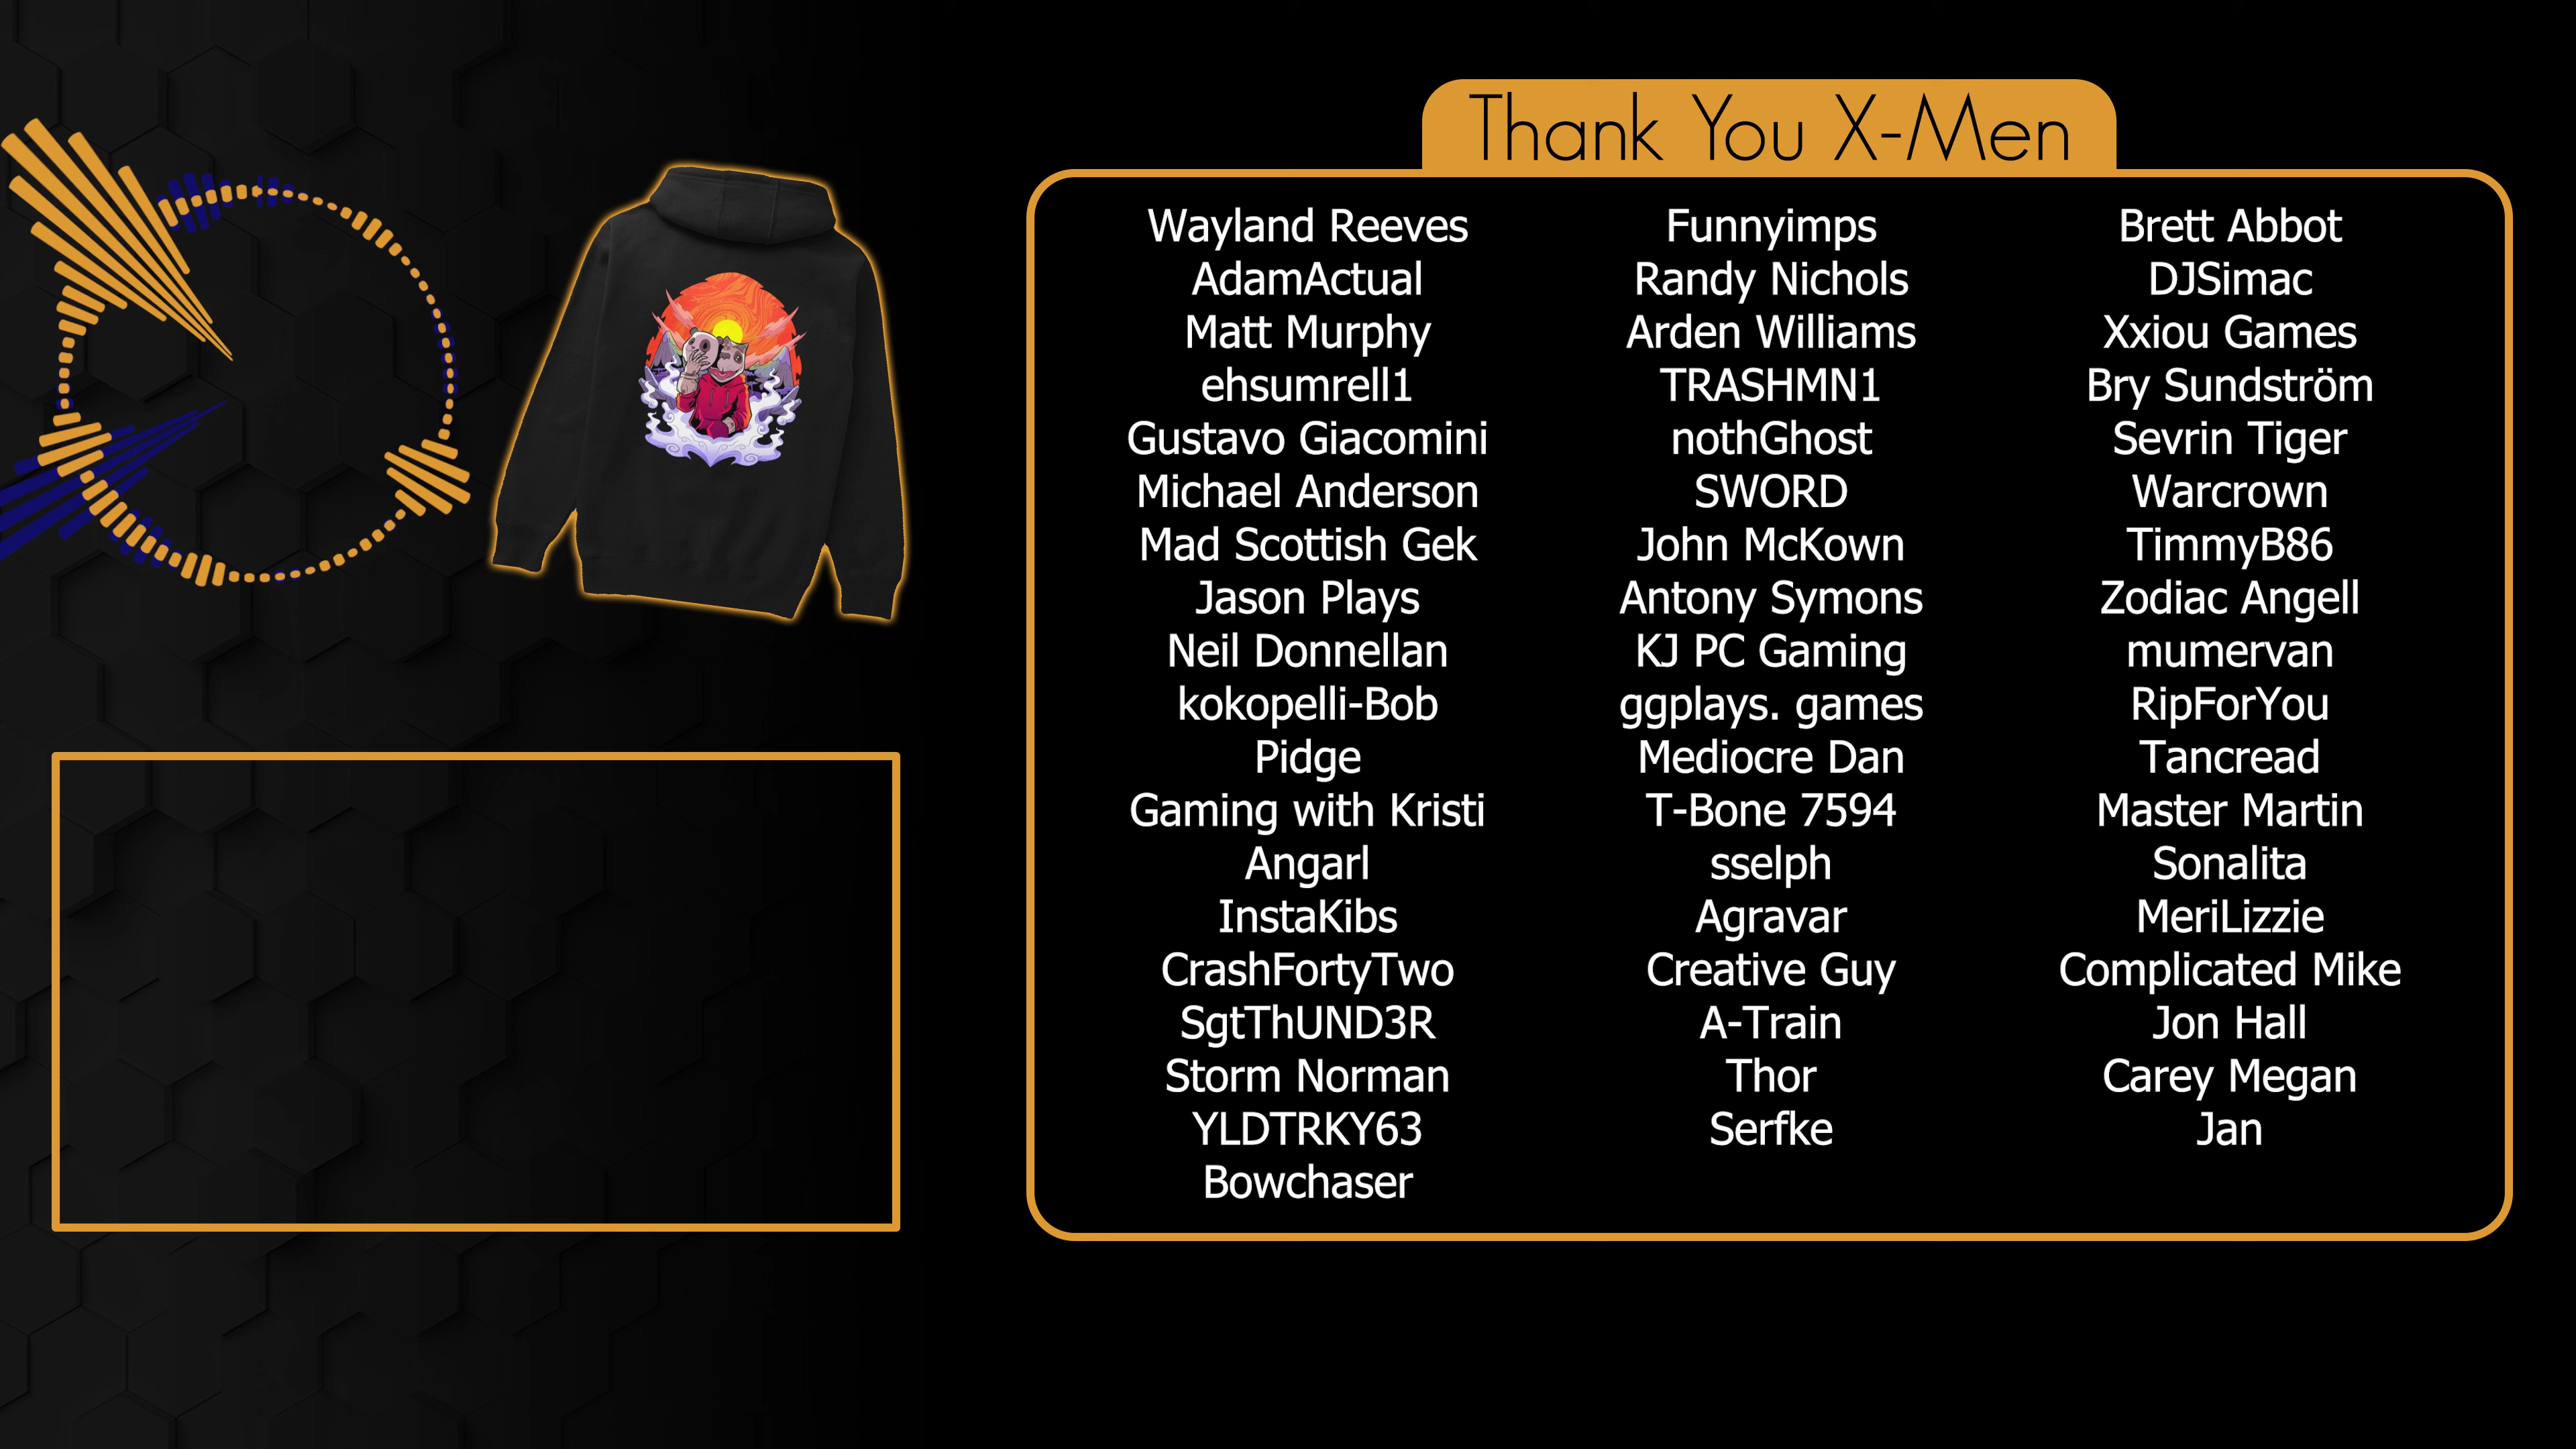 Thank You X-Men
Wayland Reeves
AdamActual
Matt Murphy
ehsumrell1
Gustavo Giacomini
Michael Anderson
Mad Scottish Gek
Jason Plays
Neil Donnellan
kokopelli-Bob
Pidge
Gaming with Kristi
Angarl
InstaKibs
CrashFortyTwo
SgtThUND3R
Storm Norman
YLDTRKY63
Bowchaser
Funnyimps
Randy Nichols
Arden Williams
TRASHMN1
nothGhost
SWORD
John McKown
Antony Symons
KJ PC Gaming
ggplays. games
Mediocre Dan
T-Bone 7594
sselph
Agravar
Creative Guy
A-Train
Thor
Serfke
Brett Abbot
DJSimac
Xxiou Games
Bry Sundström
Sevrin Tiger
Warcrown
TimmyB86
Zodiac Angell
mumervan
RipForYou
Tancread
Master Martin
Sonalita
MeriLizzie
Complicated Mike
Jon Hall
Carey Megan
Jan